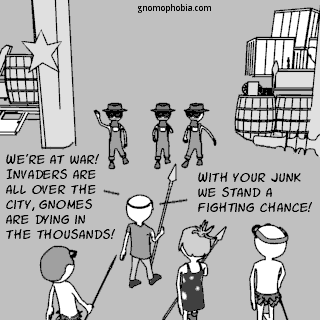 gnomophobia.com
WE'RE AT WAR!
INVADERS ARE
ALL OVER THE
CITY, GNOMES
ARE DYING IN
THE THOUSANDS!
WITH YOUR JUNK
WE STAND A
FIGHTING CHANCE!